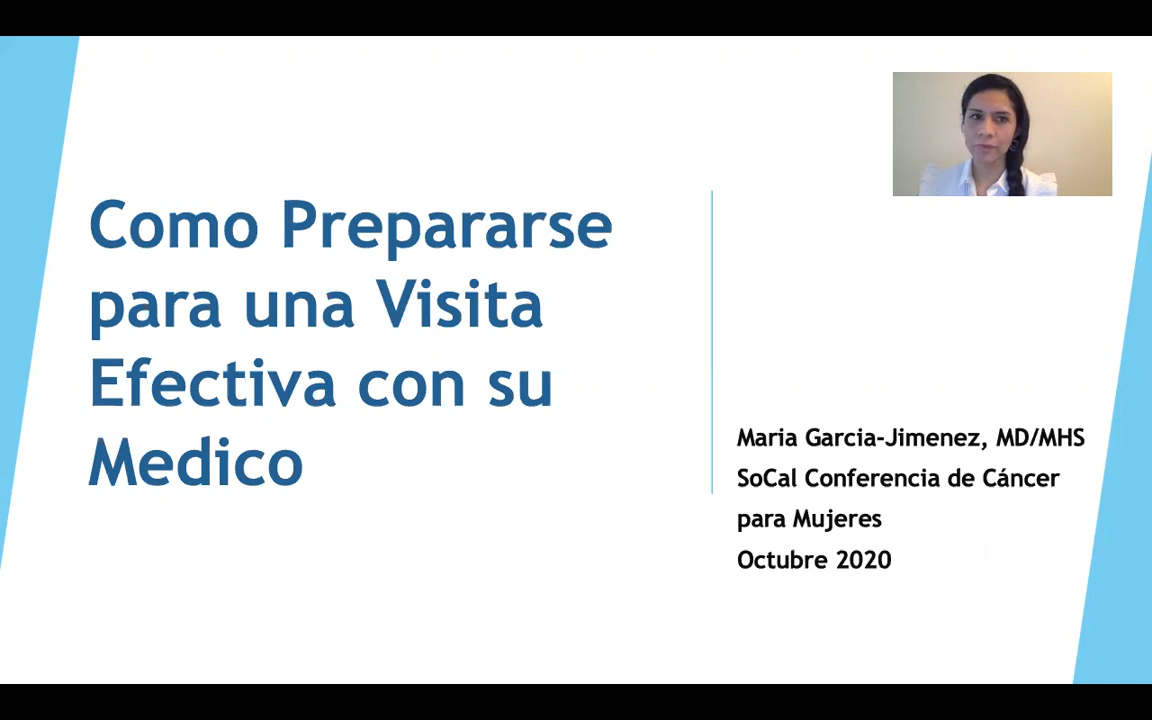 Como Prepararse
para una Visita
Efectiva con su
Medico
Maria Garcia-Jimenez, MD/MHS
SoCal Conferencia de Cáncer
para Mujeres
Octubre 2020